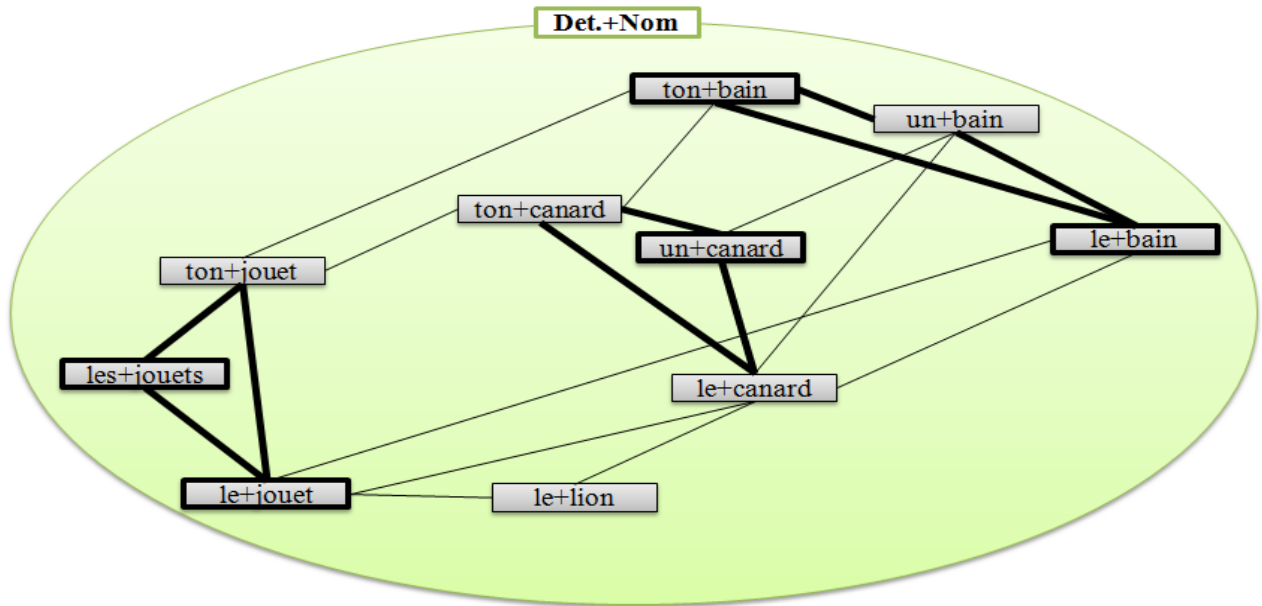 Det.+Nom
ton+bain
un+bain
ton+canard
un+canard
le+bain
ton+jouet
les+jouets
le+canard
le+jouet
le+lion